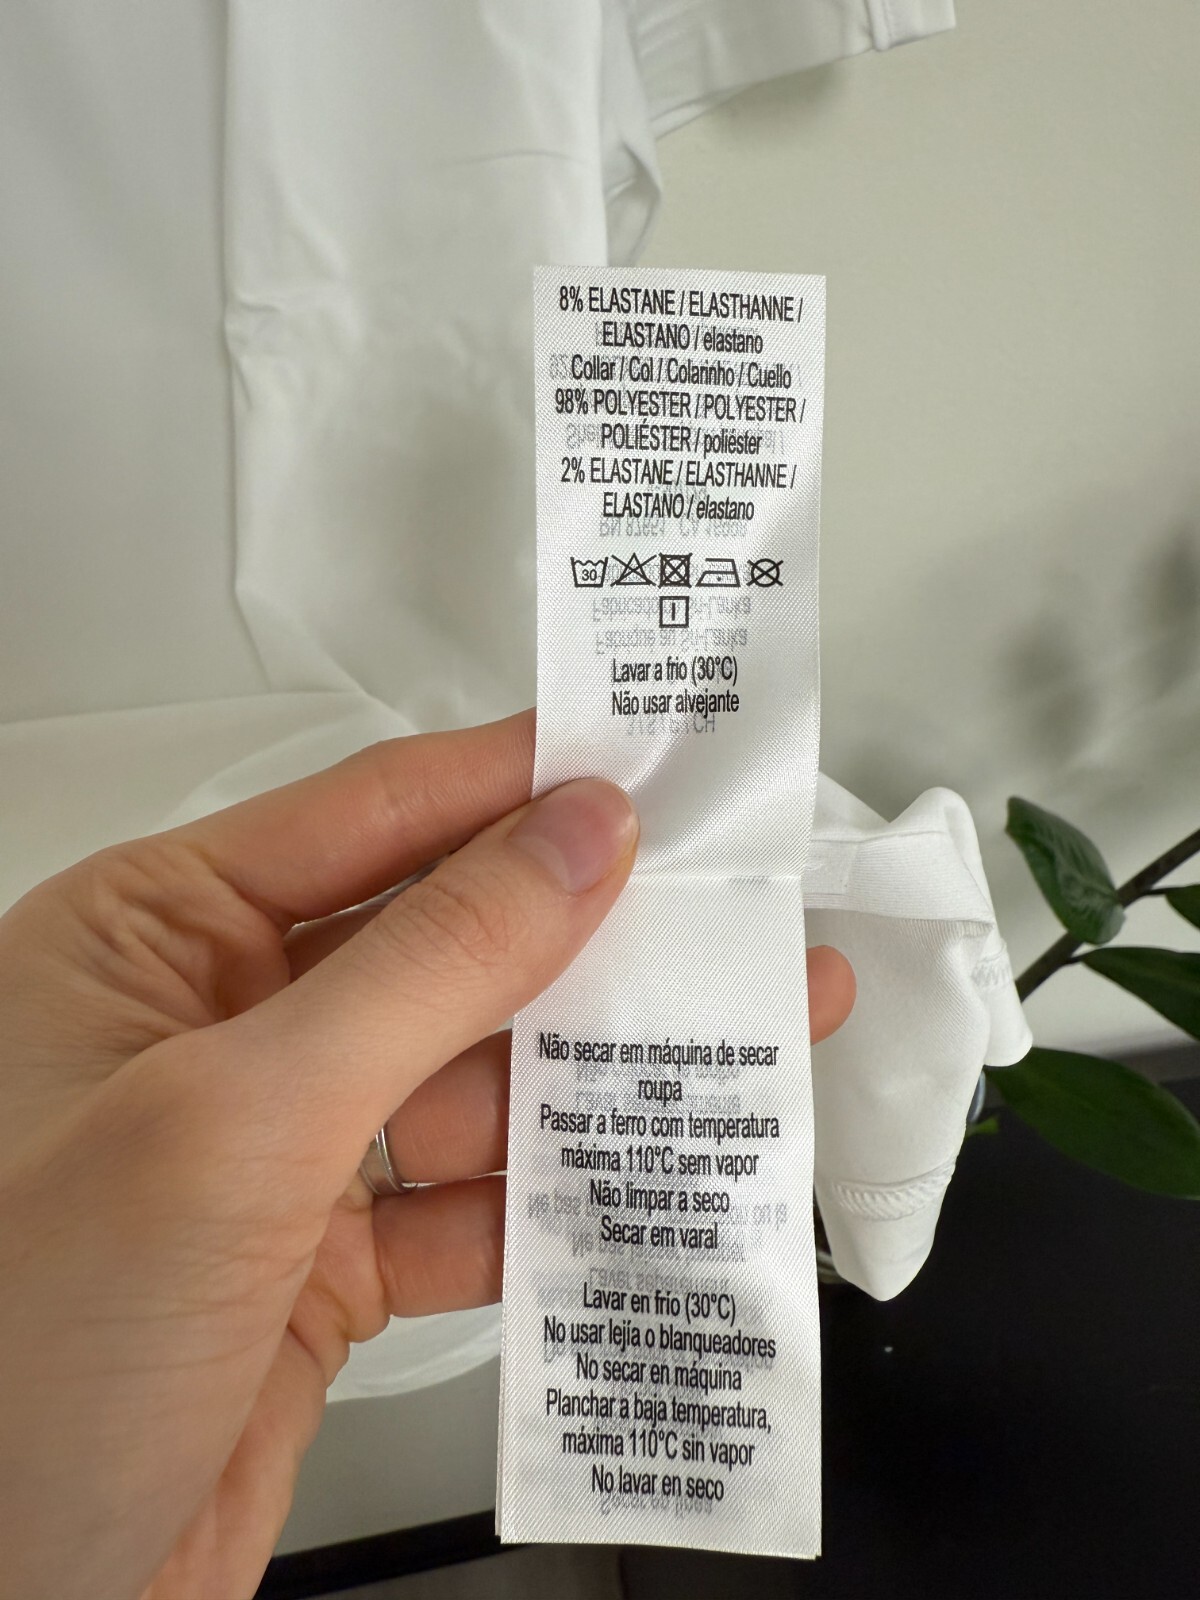 8% ELASTANE / ELASTHANNE /
ELASTANO / elastano
Collar / Col / Colarinho / Cuello
98% POLYESTER / POLYESTER /
POLIÉSTER / poliéster
2% ELASTANE / ELASTHANNE /
ELASTANO / elastano
30
Lavar a frio (30°C)
Não usar alvejante
Não secar em máquina de secar
roupa
Passar a ferro com temperatura
máxima 110°C sem vapor
Não limpar a seco
Secar em varal
Lavar en frío (30°C)
No usar lejía o blanqueadores
No secar en máquina
Planchar a baja temperatura,
máxima 110°C sin vapor
No lavar en seco